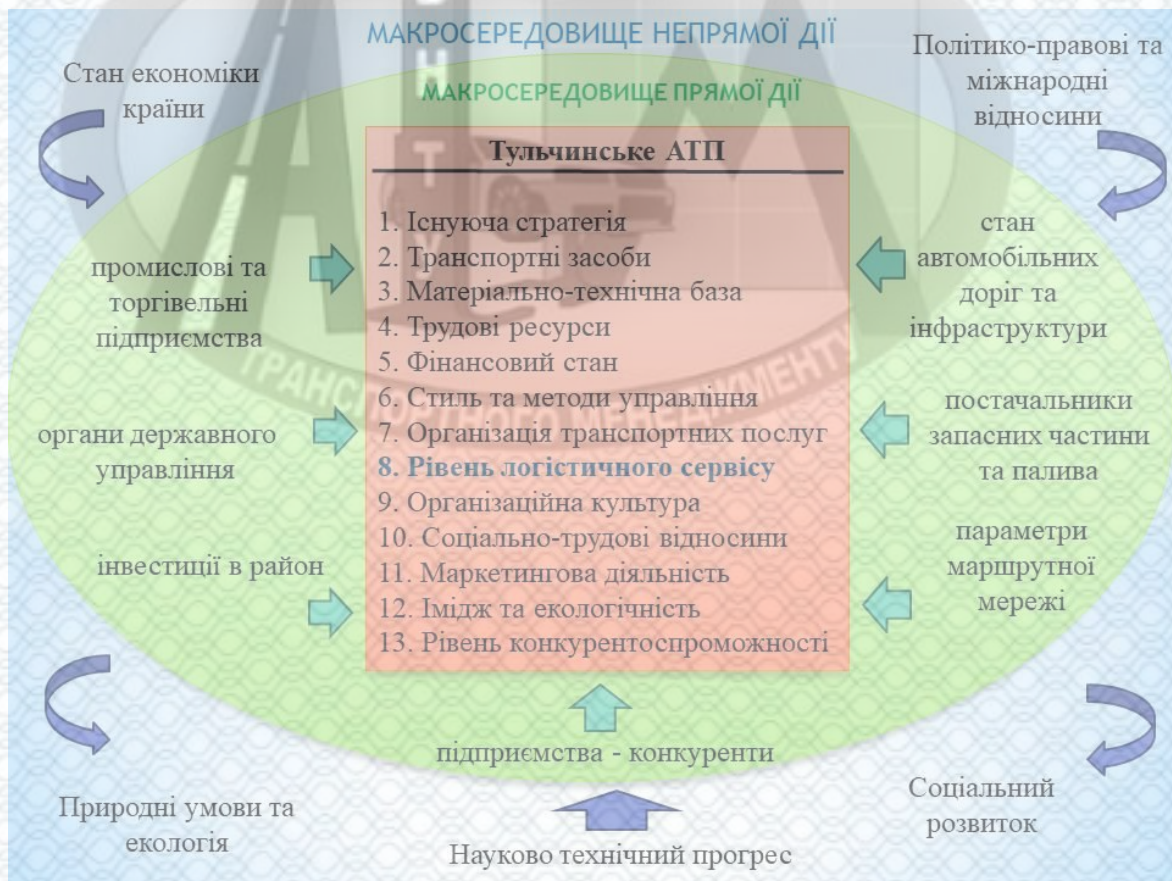 МАКРОСЕРЕДОВИЩЕ НЕПРЯМОЇ ДІЇ
Стан економіки
країни
Політико-правові та
міжнародні
відносини
МАКРОСЕРЕДОВИЩЕ ПРЯМОЇ ДІЇ
Тульчинське АТП
1. Існуюча стратегія
2. Транспортні засоби
3. Матеріально-технічна база
4. Трудові ресурси
5. Фінансовий стан
6. Стиль та методи управління
7. Організація транспортних послуг
8. Рівень логістичного сервісу
9. Організаційна культура
10. Соціально-трудові відносини
11. Маркетингова діяльність
12. Імідж та екологічність
13. Рівень конкурентоспроможності
промислові та
торгівельні
підприємства
органи державного
управління
інвестиції в район
стан
автомобільних
доріг та
інфраструктури
постачальники
запасних частини
та палива
параметри
маршрутної
мережі
підприємства - конкуренти
Природні умови та
екологія
Науково технічний прогрес
Соціальний
розвиток
АТМ
ВНТУ
ТРАНСПОРТНОГО МЕНЕДЖМЕНТУ